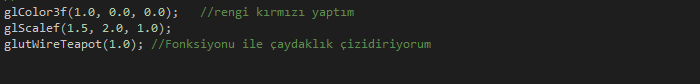 glColor3f(1.0, 0.0, 0.0);   //rengi kırmızı yaptım
glScalef(1.5, 2.0, 1.0);
glutWireTeapot(1.0); //Fonksiyonu ile çaydaklık çizidiriyorum